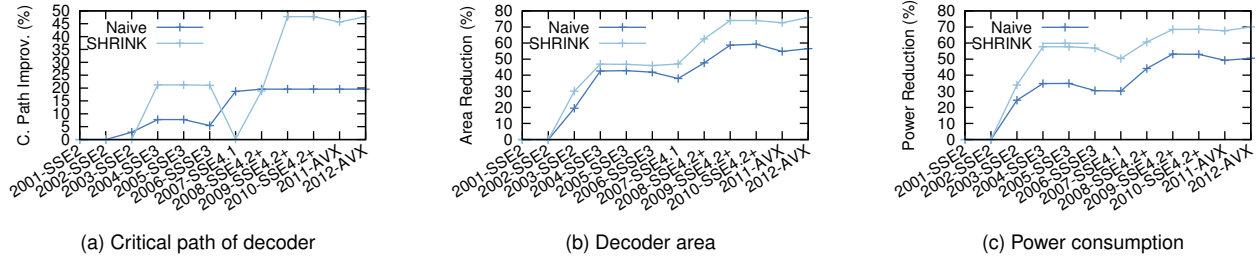 C. Path Improv. (%)
50
45
40
35
30
25
20
15
10
5
0
Naive
SHRINK
2001-SSE2
2002-SSE2
2003-SSE2
2004-SSE3
2005-SSE3
2006-SSSE3
2007-SSE4.1
2008-SSE4.2+
2009-SSE4.2+
2010-SSE4.2+
2011-AVX
2012-AVX
(a) Critical path of decoder
Area Reduction (%)
80
70
60
50
40
30
20
10
0
Naive
SHRINK
2001-SSE2
2002-SSE2
2003-SSE2
2004-SSE3
2005-SSE3
2006-SSSE3
2007-SSE4.1
2008-SSE4.2+
2009-SSE4.2+
2010-SSE4.2+
2011-AVX
2012-AVX
(b) Decoder area
Power Reduction (%)
80
70
60
50
40
30
20
10
0
Naive
SHRINK
2001-SSE2
2002-SSE2
2003-SSE2
2004-SSE3
2005-SSE3
2006-SSSE3
2007-SSE4.1
2008-SSE4.2+
2009-SSE4.2+
2010-SSE4.2+
2011-AVX
2012-AVX
(c) Power consumption